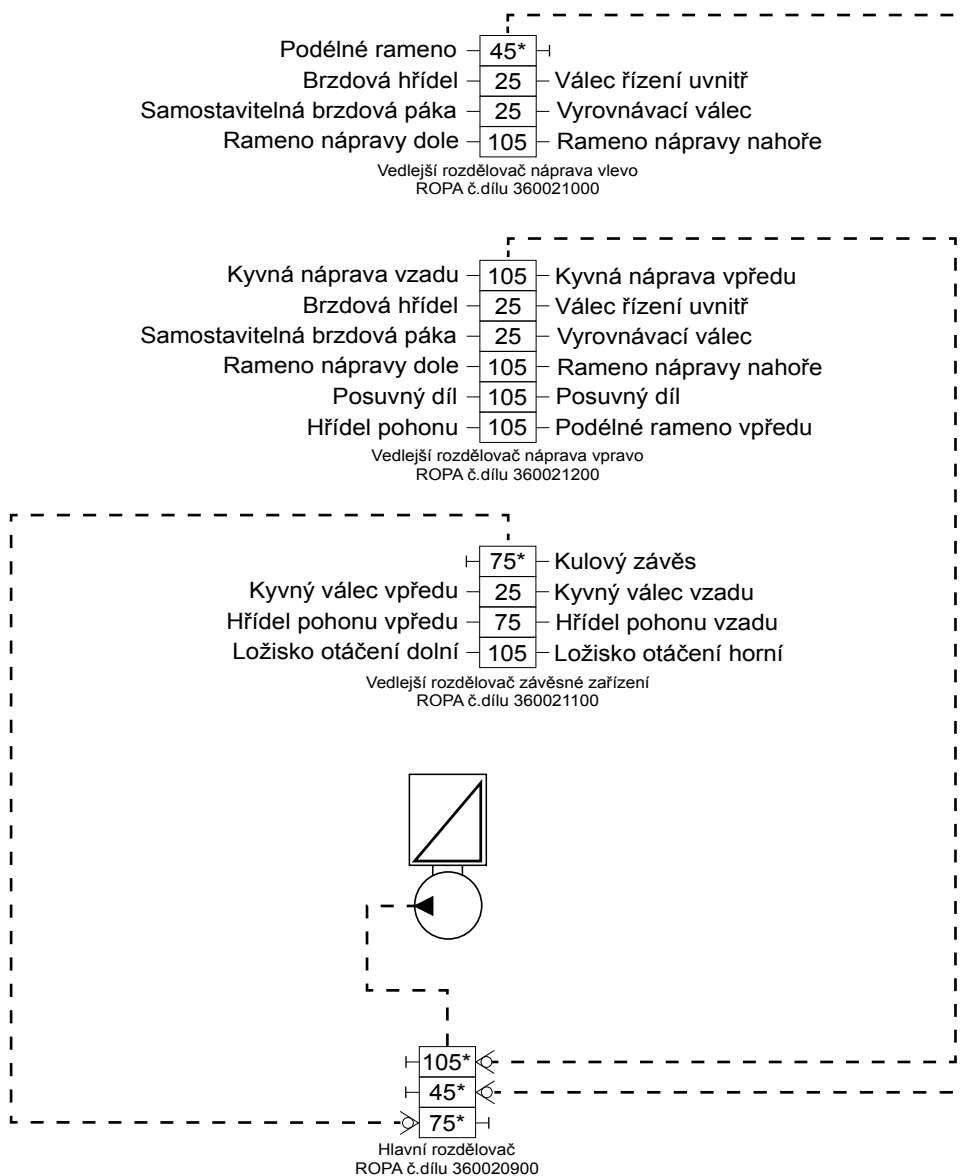 Podélné rameno 45*
Brzdová hřídel 25 Válec řízení uvnitř
Samostavitelná brzdová páka 25 Vyrovnávací válec
Rameno nápravy dole 105 Rameno nápravy nahoře
Vedlejší rozdělovač náprava vlevo
ROPA č.dílu 360021000
Kyvná náprava vzadu 105 Kyvná náprava vpředu
Brzdová hřídel 25 Válec řízení uvnitř
Samostavitelná brzdová páka 25 Vyrovnávací válec
Rameno nápravy dole 105 Rameno nápravy nahoře
Posuvný díl 105 Posuvný díl
Hřídel pohonu 105 Podélné rameno vpředu
Vedlejší rozdělovač náprava vpravo
ROPA č.dílu 360021200
75* Kulový závěs
Kyvný válec vpředu 25 Kyvný válec vzadu
Hřídel pohonu vpředu 75 Hřídel pohonu vzadu
Ložisko otáčení dolní 105 Ložisko otáčení horní
Vedlejší rozdělovač závěsné zařízení
ROPA č.dílu 360021100
105*
45*
75*
Hlavní rozdělovač
ROPA č.dílu 360020900